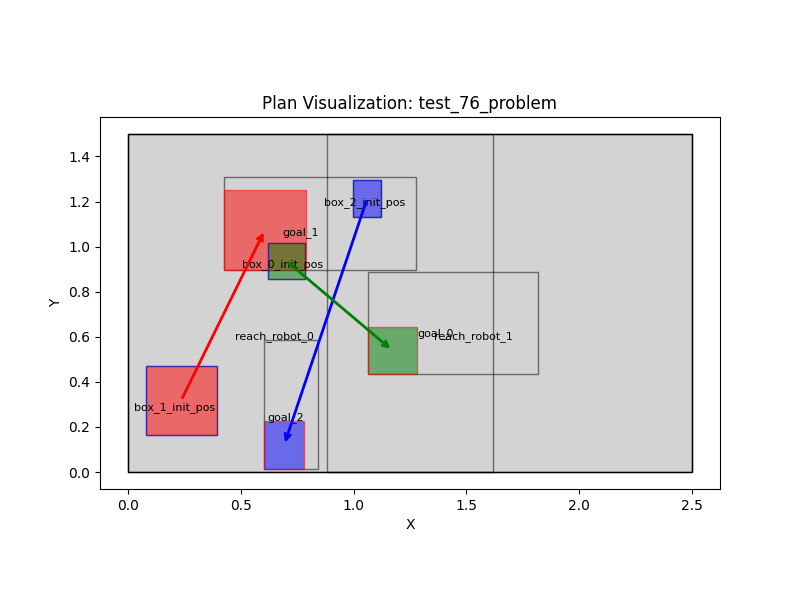 Plan Visualization: test_76_problem
Y
1.4
1.2
1.0
0.8
0.6
0.4
0.2
0.0
box_2_init_pos
goal_1
box_0_init_pos
goal_0
reach_robot_0
reach_robot_1
box_1_init_pos
goal_2
0.0
0.5
1.0
1.5
2.0
2.5
X